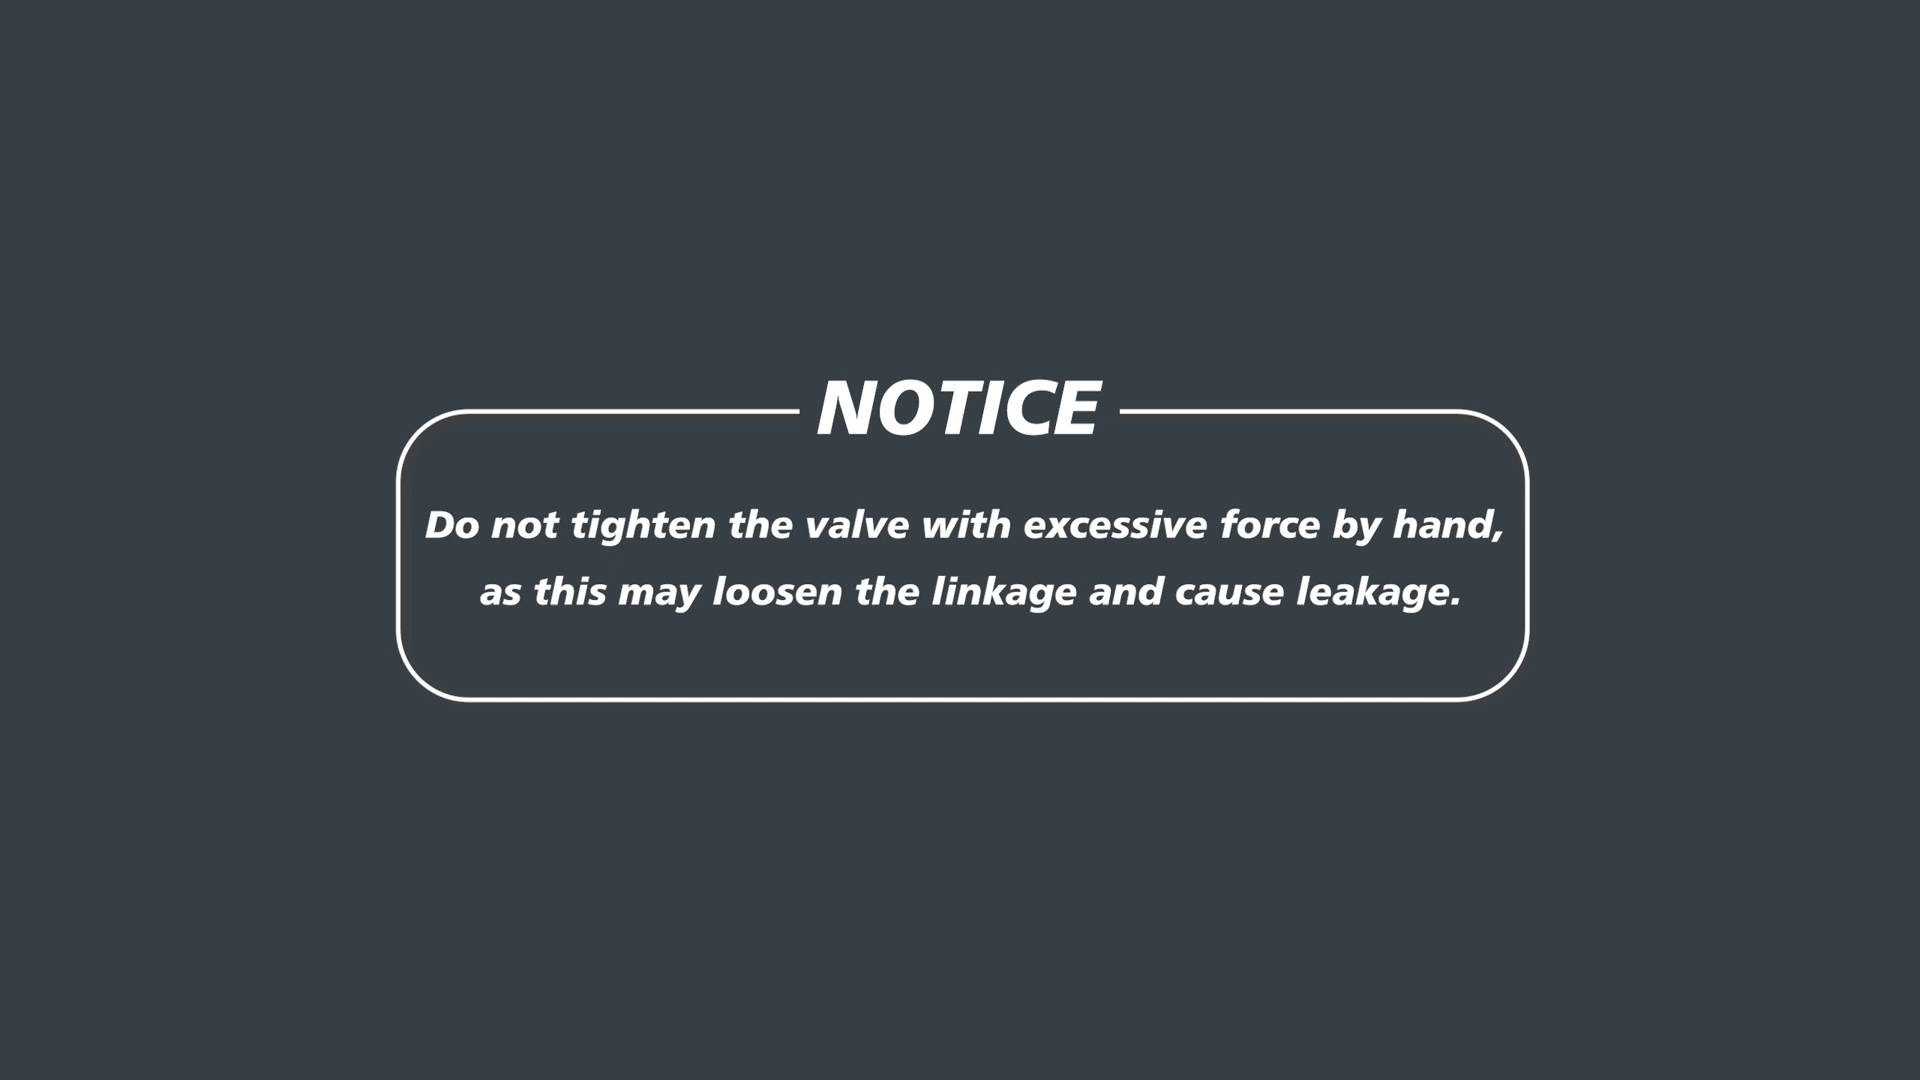 NOTICE
Do not tighten the valve with excessive force by hand,
as this may loosen the linkage and cause leakage.